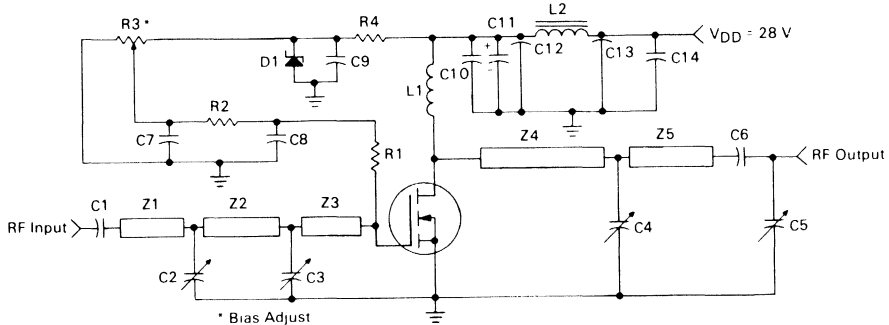 R3*
R4
C11
L2
D1
C9
C10
C12
C13
C14
V_DD = 28 V
L1
R2
C7
C8
R1
Z4
Z5
C6
RF Output
C1
Z1
Z2
Z3
RF Input
C4
C5
C2
C3
* Bias Adjust
+
-